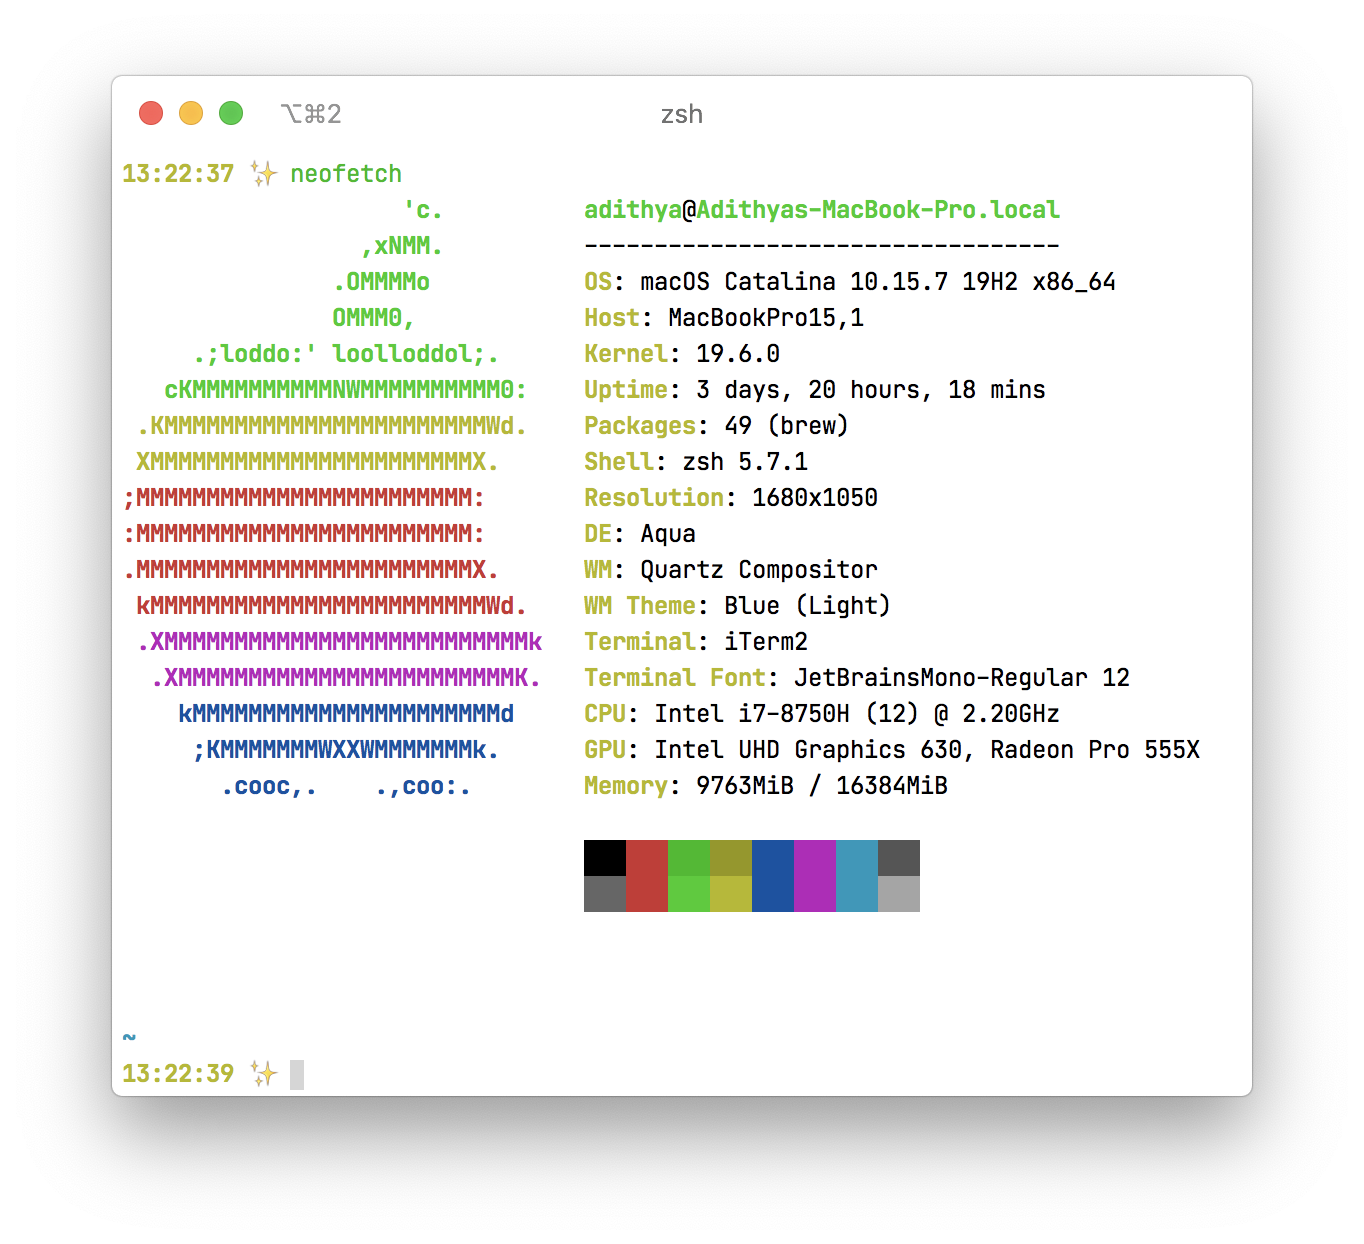 ⌥⌘2 zsh
13:22:37 ✨ neofetch
                    'c.          adithya@Adithyas-MacBook-Pro.local
                 ,xNMM.          ----------------------------------
               .OMMMMo           OS: macOS Catalina 10.15.7 19H2 x86_64
               OMMM0,            Host: MacBookPro15,1
     .;loddo:' loolloddol;.      Kernel: 19.6.0
   cKMMMMMMMMMMNWMMMMMMMMMM0:    Uptime: 3 days, 20 hours, 18 mins
 .KMMMMMMMMMMMMMMMMMMMMMMMWd.    Packages: 49 (brew)
 XMMMMMMMMMMMMMMMMMMMMMMMX.      Shell: zsh 5.7.1
;MMMMMMMMMMMMMMMMMMMMMMMM:       Resolution: 1680x1050
:MMMMMMMMMMMMMMMMMMMMMMMM:       DE: Aqua
.MMMMMMMMMMMMMMMMMMMMMMMMX.      WM: Quartz Compositor
 kMMMMMMMMMMMMMMMMMMMMMMMMWd.    WM Theme: Blue (Light)
 .XMMMMMMMMMMMMMMMMMMMMMMMMMMk   Terminal: iTerm2
  .XMMMMMMMMMMMMMMMMMMMMMMMMK.   Terminal Font: JetBrainsMono-Regular 12
    kMMMMMMMMMMMMMMMMMMMMMMd     CPU: Intel i7-8750H (12) @ 2.20GHz
     ;KMMMMMMMWXXWMMMMMMMk.      GPU: Intel UHD Graphics 630, Radeon Pro 555X
       .cooc,.    .,coo:.        Memory: 9763MiB / 16384MiB
~
13:22:39 ✨